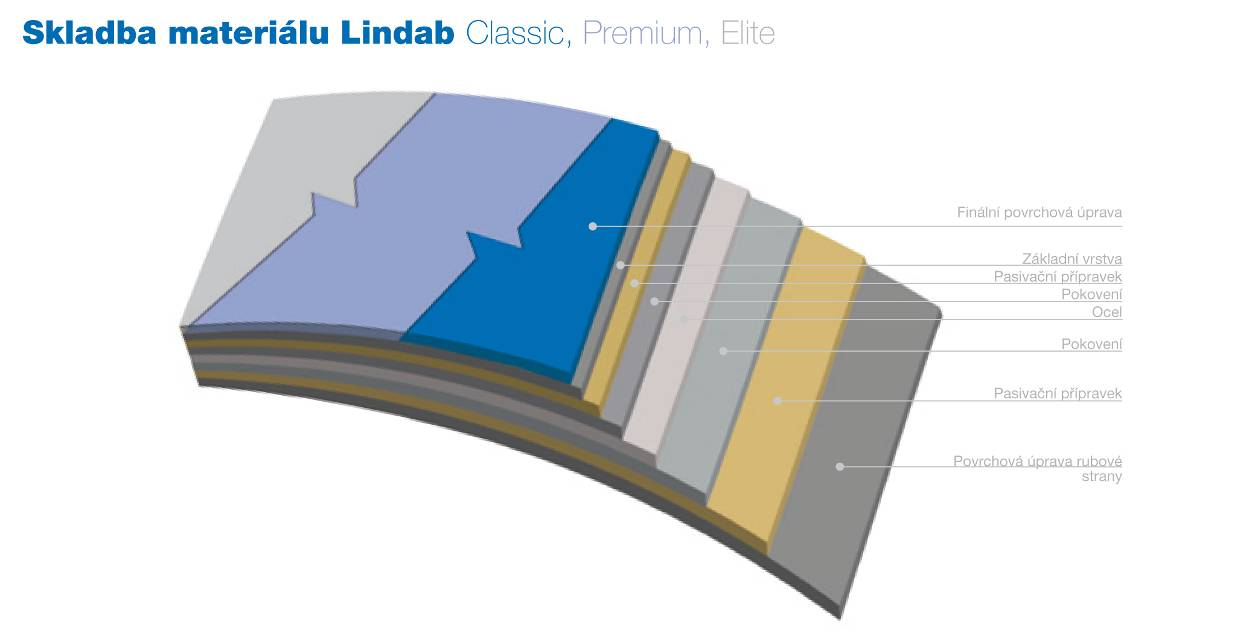 Skladba materiálu Lindab Classic, Premium, Elite
Finální povrchová úprava
Základní vrstva
Pasivační přípravek
Pokovení
Ocel
Pokovení
Pasivační přípravek
Povrchová úprava rubové
strany